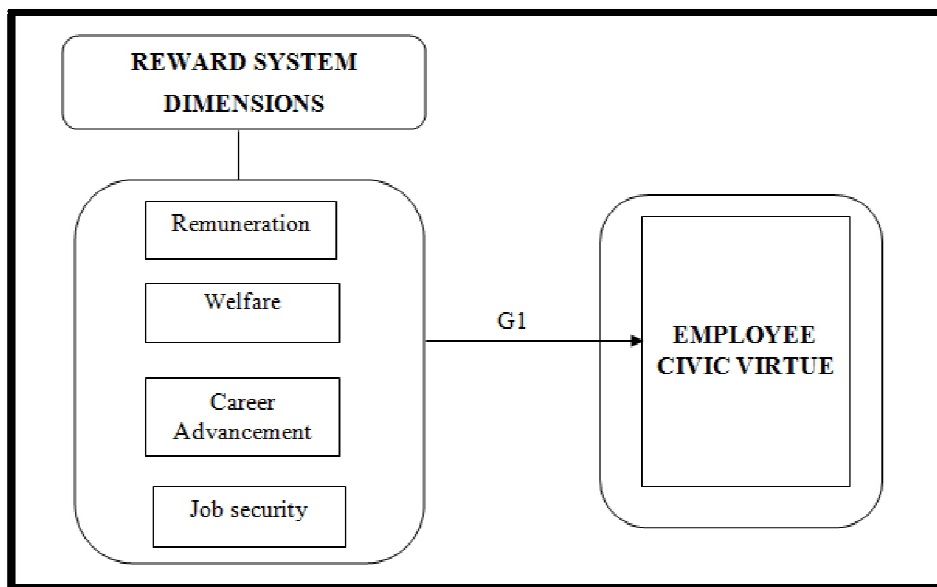 REWARD SYSTEM
DIMENSIONS
Remuneration
Welfare
Career
Advancement
Job security
G1
EMPLOYEE
CIVIC VIRTUE